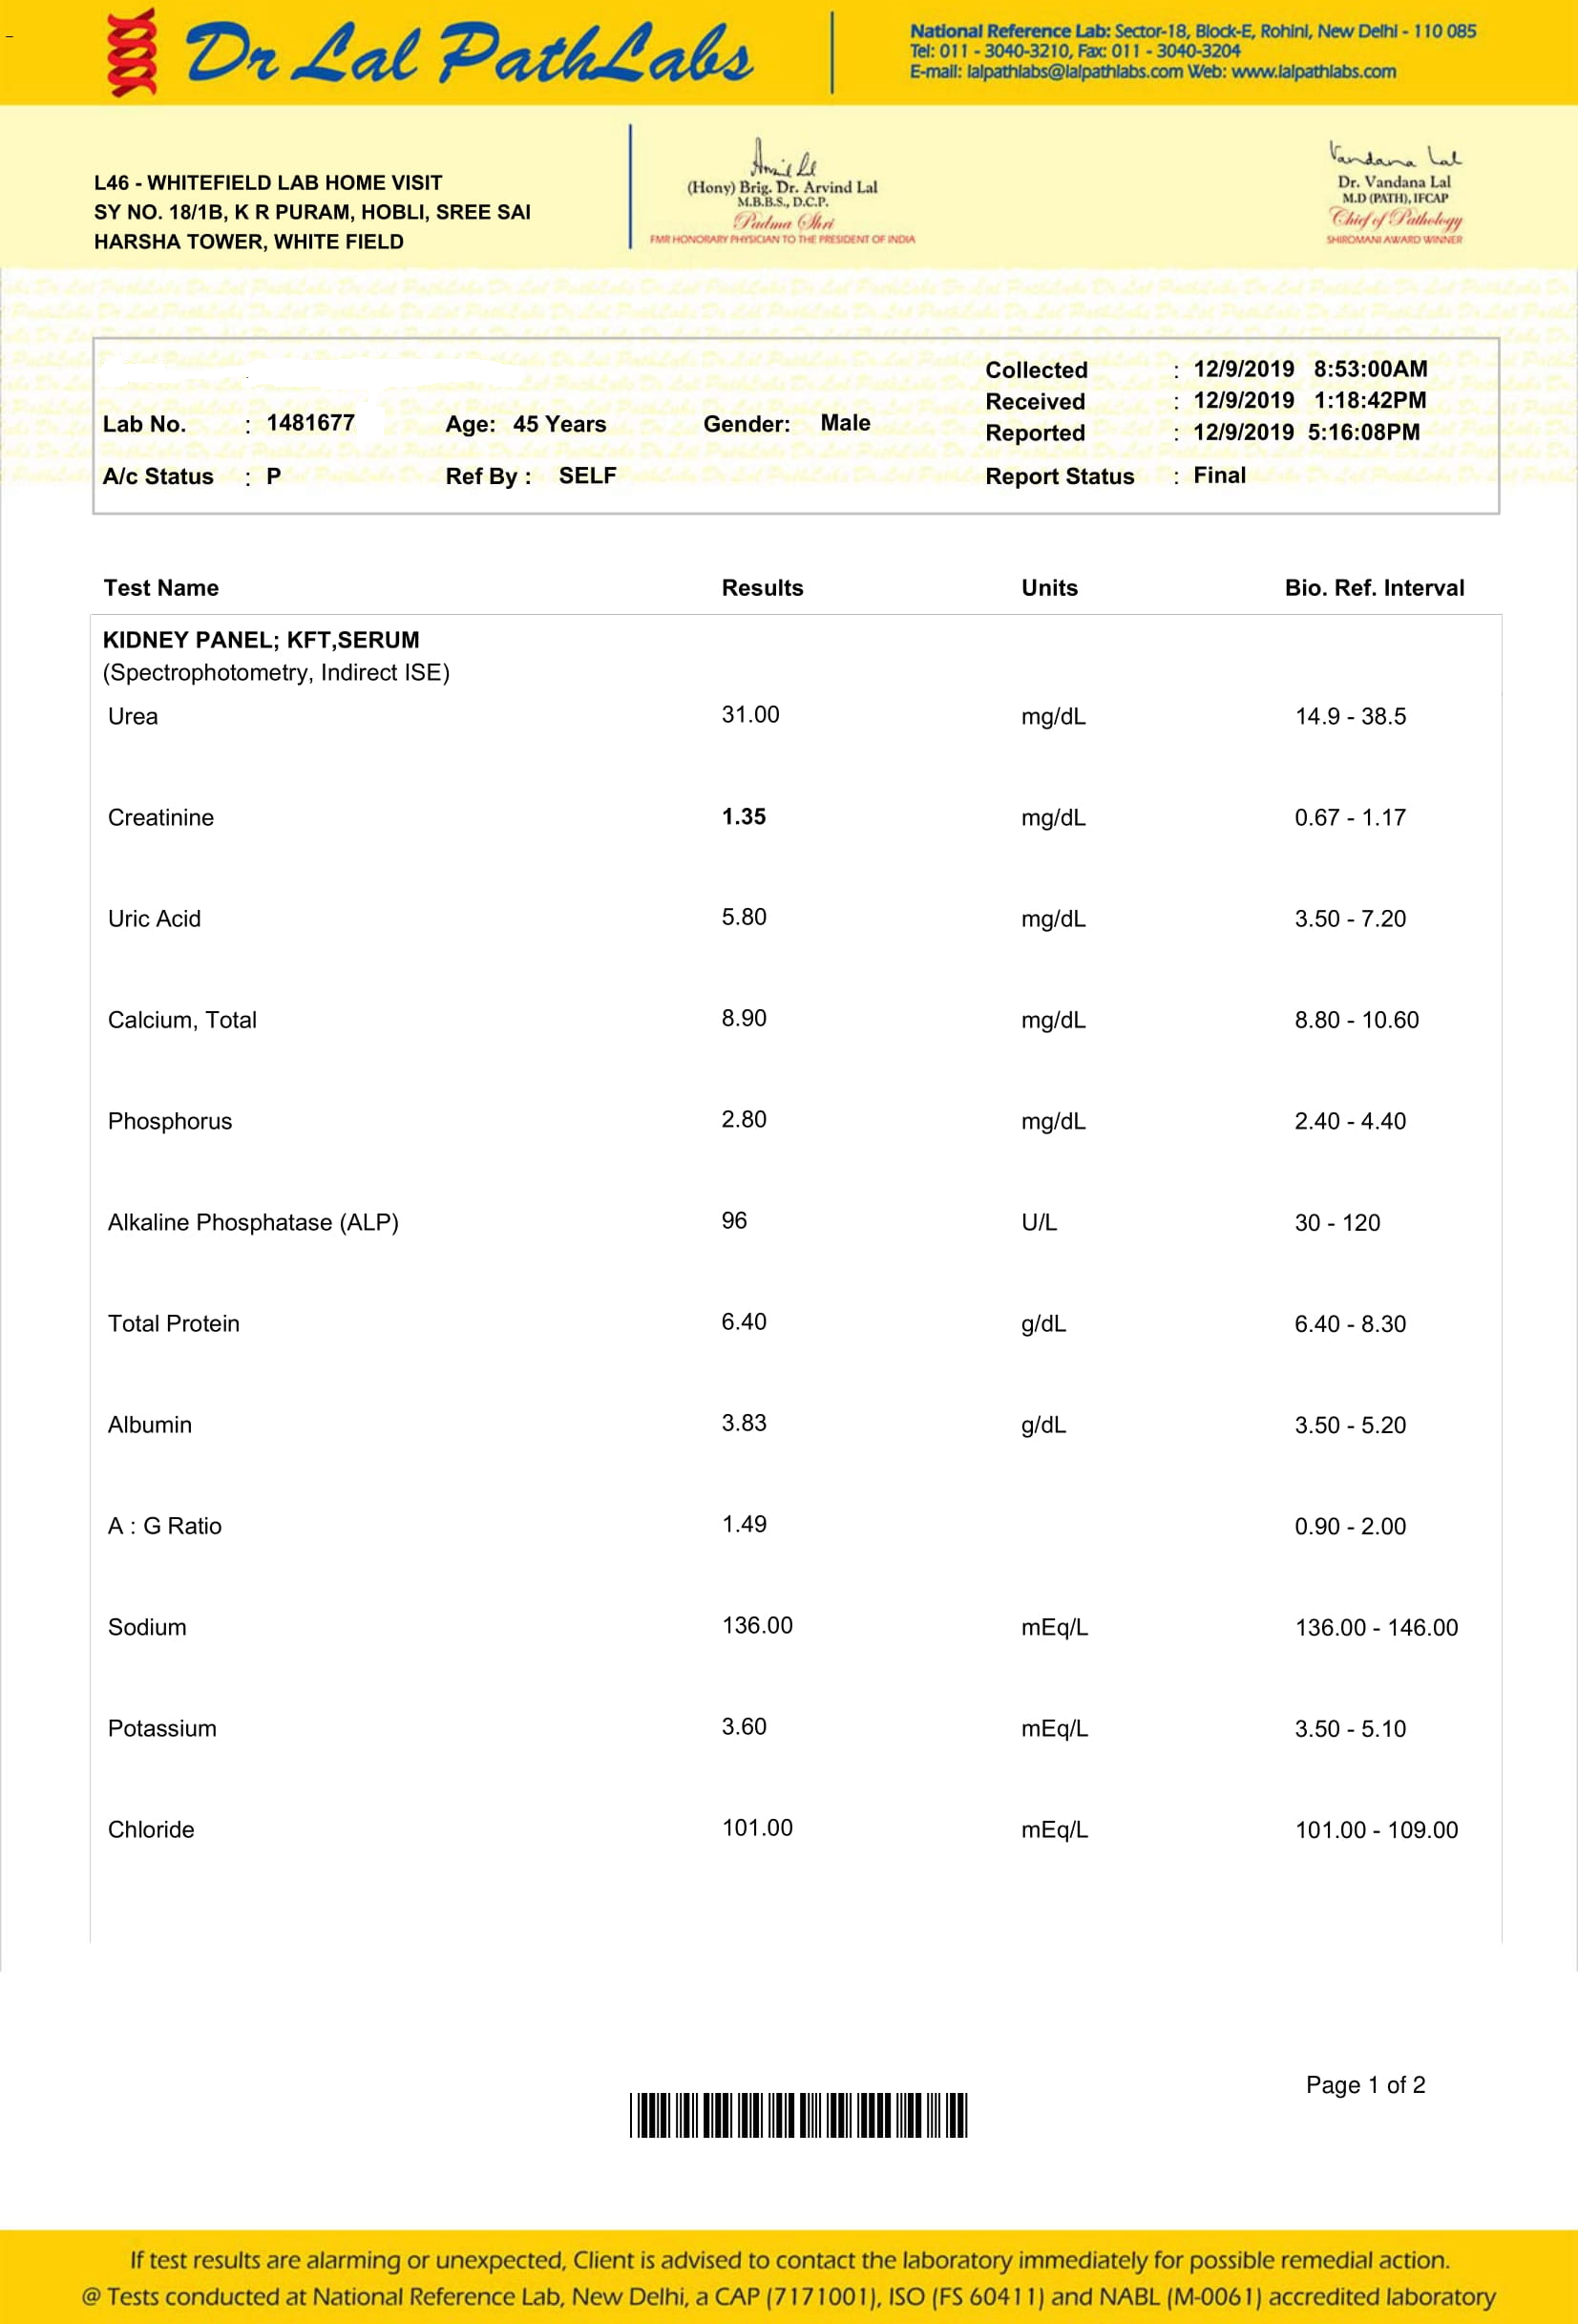 Dr Lal PathLabs
National Reference Lab: Sector-18, Block-E, Rohini, New Delhi - 110 085
Tel: 011 - 3040-3210, Fax: 011 - 3040-3204
E-mail: lalpathlabs@lalpathlabs.com Web: www.lalpathlabs.com
L46 - WHITEFIELD LAB HOME VISIT
SY NO. 18/1B, K R PURAM, HOBLI, SREE SAI
HARSHA TOWER, WHITE FIELD
(Hony) Brig. Dr. Arvind Lal
M.B.B.S., D.C.P.
Padma Shri
FMR HONORARY PHYSICIAN TO THE PRESIDENT OF INDIA
Vandana Lal
Dr. Vandana Lal
M.D (PATH), IFCAP
Chief of Pathology
SHIROMANI AWARD WINNER
Collected : 12/9/2019 8:53:00AM
Received : 12/9/2019 1:18:42PM
Lab No. : 1481677 Age: 45 Years Gender: Male Reported : 12/9/2019 5:16:08PM
A/c Status : P Ref By : SELF Report Status : Final
Test Name Results Units Bio. Ref. Interval
KIDNEY PANEL; KFT,SERUM
(Spectrophotometry, Indirect ISE)
Urea 31.00 mg/dL 14.9 - 38.5
Creatinine 1.35 mg/dL 0.67 - 1.17
Uric Acid 5.80 mg/dL 3.50 - 7.20
Calcium, Total 8.90 mg/dL 8.80 - 10.60
Phosphorus 2.80 mg/dL 2.40 - 4.40
Alkaline Phosphatase (ALP) 96 U/L 30 - 120
Total Protein 6.40 g/dL 6.40 - 8.30
Albumin 3.83 g/dL 3.50 - 5.20
A : G Ratio 1.49 0.90 - 2.00
Sodium 136.00 mEq/L 136.00 - 146.00
Potassium 3.60 mEq/L 3.50 - 5.10
Chloride 101.00 mEq/L 101.00 - 109.00
Page 1 of 2
If test results are alarming or unexpected, Client is advised to contact the laboratory immediately for possible remedial action.
@ Tests conducted at National Reference Lab, New Delhi, a CAP (7171001), ISO (FS 60411) and NABL (M-0061) accredited laboratory